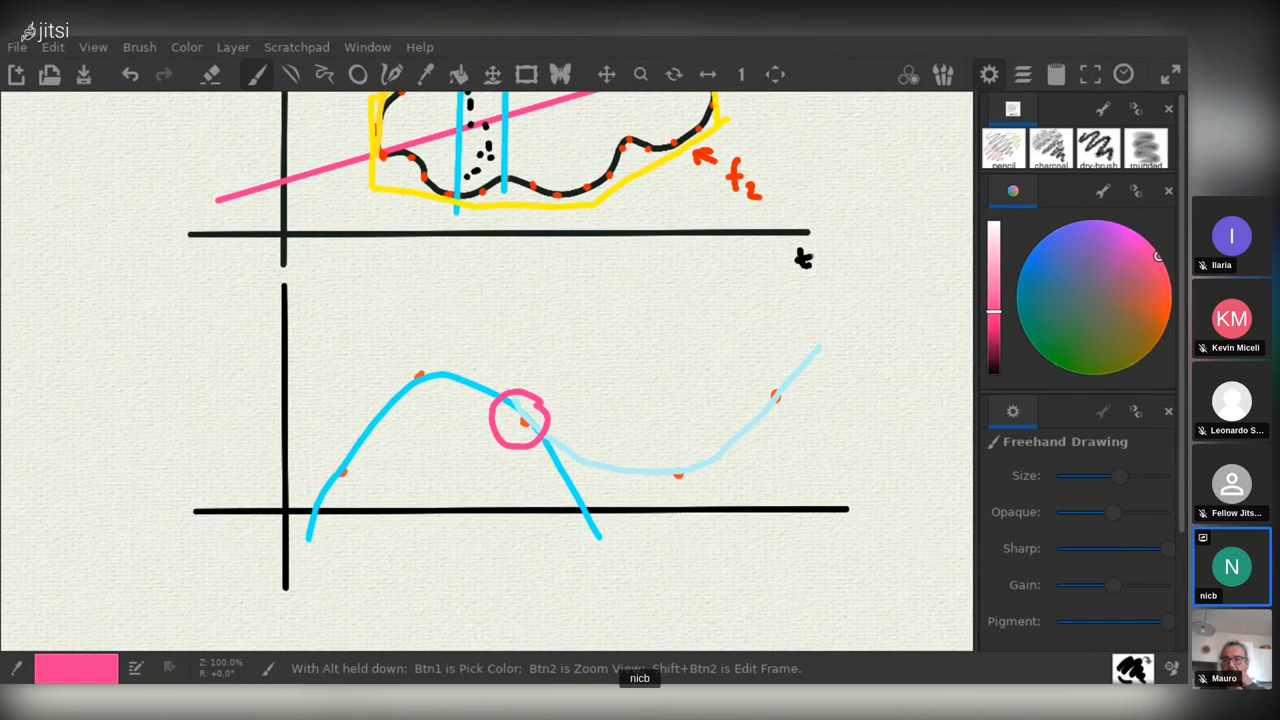 jitsi
File Edit View Brush Color Layer Scratchpad Window Help
1
pencil charcoal dry-brush rounded
f2
t
Freehand Drawing
Size:
Opaque:
Sharp:
Gain:
Pigment:
Z: 100.0%
R: +0.0°
With Alt held down: Btn1 is Pick Color; Btn2 is Zoom View; Shift+Btn2 is Edit Frame.
nicb
I
Ilaria
KM
Kevin Miceli
Leonardo S...
Fellow Jits...
N
nicb
Mauro